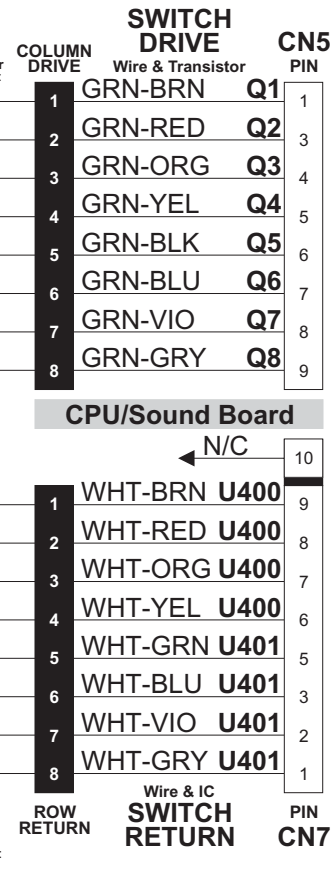 SWITCH
COLUMN DRIVE CN5
DRIVE Wire & Transistor PIN
1 GRN-BRN Q1 1
2 GRN-RED Q2 3
3 GRN-ORG Q3 4
4 GRN-YEL Q4 5
5 GRN-BLK Q5 6
6 GRN-BLU Q6 7
7 GRN-VIO Q7 8
8 GRN-GRY Q8 9
CPU/Sound Board
N/C 10
1 WHT-BRN U400 9
2 WHT-RED U400 8
3 WHT-ORG U400 7
4 WHT-YEL U400 6
5 WHT-GRN U401 5
6 WHT-BLU U401 3
7 WHT-VIO U401 2
8 WHT-GRY U401 1
Wire & IC
ROW SWITCH PIN
RETURN RETURN CN7